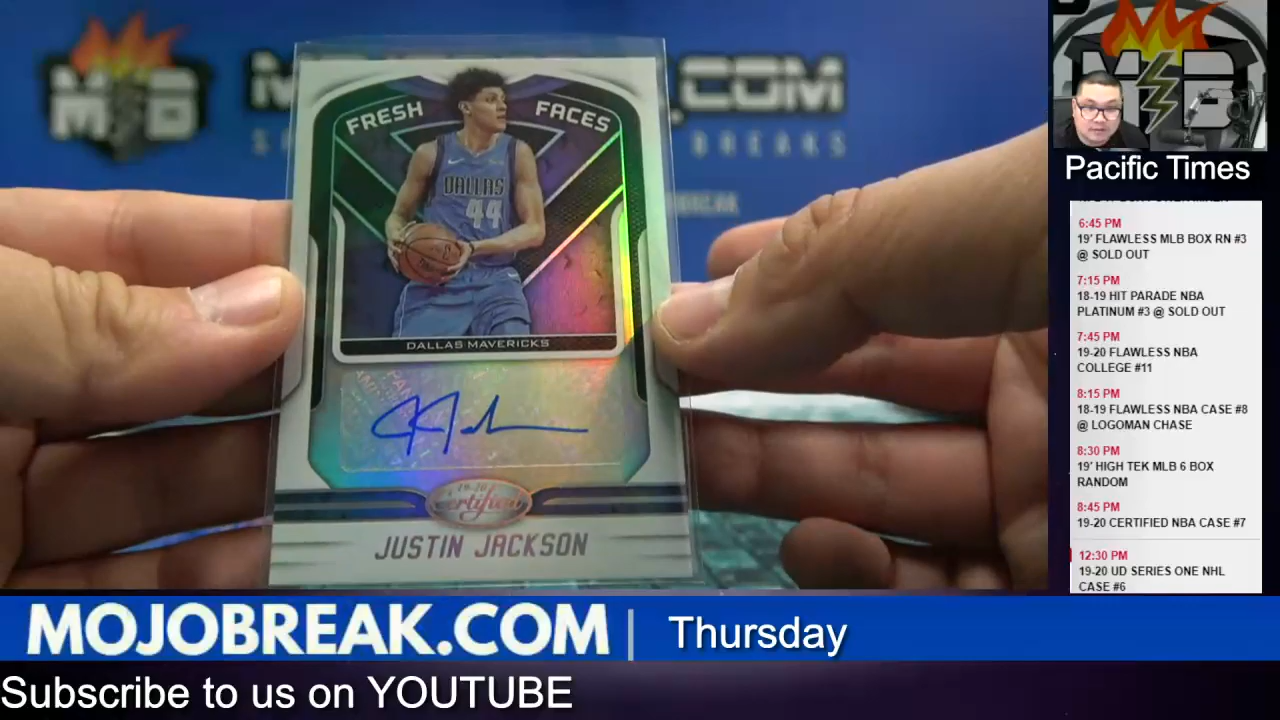 FRESH FACES
DALLAS
44
DALLAS MAVERICKS
19-20
Certified
JUSTIN JACKSON
.COM
BREAKS
BREAK
MB
Pacific Times
6:45 PM
19' FLAWLESS MLB BOX RN #3
@ SOLD OUT
7:15 PM
18-19 HIT PARADE NBA
PLATINUM #3 @ SOLD OUT
7:45 PM
19-20 FLAWLESS NBA
COLLEGE #11
8:15 PM
18-19 FLAWLESS NBA CASE #8
@ LOGOMAN CHASE
8:30 PM
19' HIGH TEK MLB 6 BOX
RANDOM
8:45 PM
19-20 CERTIFIED NBA CASE #7
12:30 PM
19-20 UD SERIES ONE NHL
CASE #6
MOJOBREAK.COM | Thursday
Subscribe to us on YOUTUBE